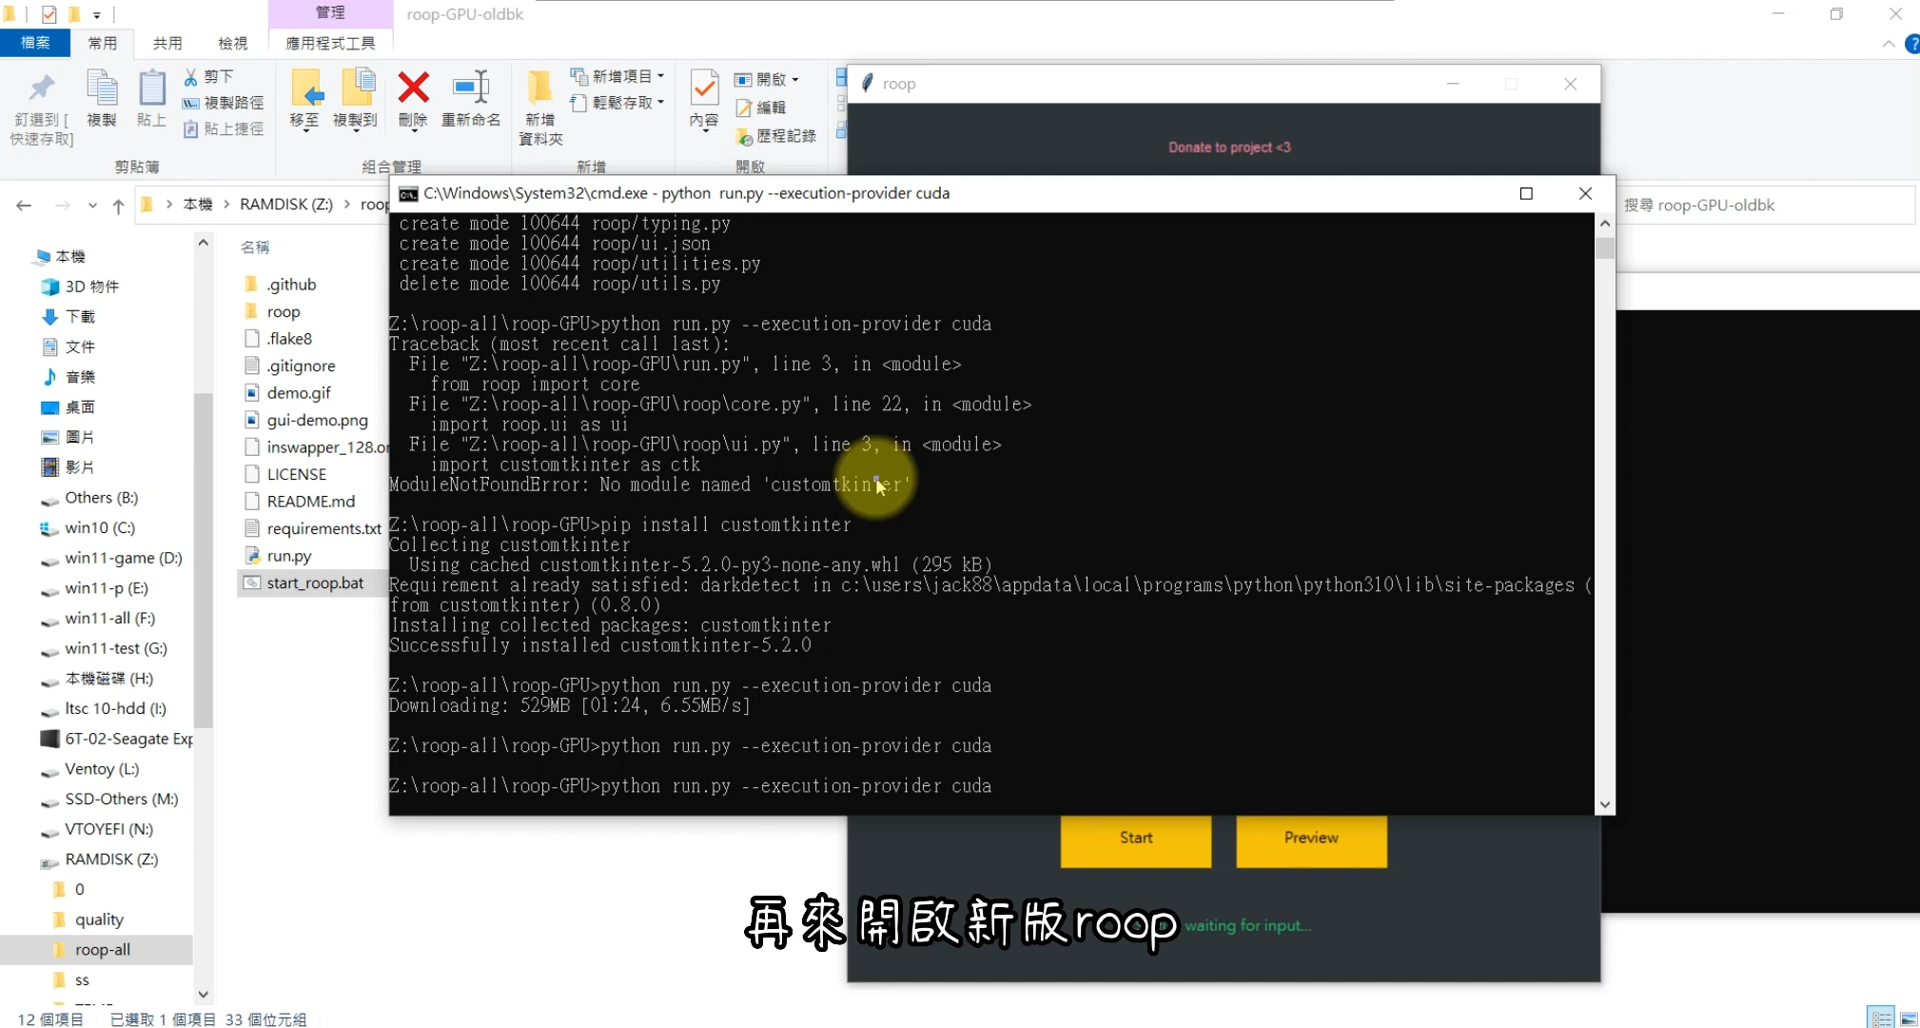 管理
roop-GPU-oldbk
檔案
常用
共用
檢視
應用程式工具
釘選到 [
快速存取]
複製
貼上
剪下
複製路徑
貼上捷徑
剪貼簿
移至
複製到
刪除
重新命名
組合管理
新增
資料夾
新增項目
輕鬆存取
新增
內容
開啟
編輯
歷程記錄
開啟
roop
Donate to project <3
本機
RAMDISK (Z:)
搜尋 roop-GPU-oldbk
C:\Windows\System32\cmd.exe - python  run.py --execution-provider cuda
create mode 100644 roop/typing.py
create mode 100644 roop/ui.json
create mode 100644 roop/utilities.py
delete mode 100644 roop/utils.py
Z:\roop-all\roop-GPU>python run.py --execution-provider cuda
Traceback (most recent call last):
File "Z:\roop-all\roop-GPU\run.py", line 3, in <module>
from roop import core
File "Z:\roop-all\roop-GPU\roop\core.py", line 22, in <module>
import roop.ui as ui
File "Z:\roop-all\roop-GPU\roop\ui.py", line 3, in <module>
import customtkinter as ctk
ModuleNotFoundError: No module named 'customtkinter'
Z:\roop-all\roop-GPU>pip install customtkinter
Collecting customtkinter
Using cached customtkinter-5.2.0-py3-none-any.whl (295 kB)
Requirement already satisfied: darkdetect in c:\users\jack88\appdata\local\programs\python\python310\lib\site-packages (
from customtkinter) (0.8.0)
Installing collected packages: customtkinter
Successfully installed customtkinter-5.2.0
Z:\roop-all\roop-GPU>python run.py --execution-provider cuda
Downloading: 529MB [01:24, 6.55MB/s]
Z:\roop-all\roop-GPU>python run.py --execution-provider cuda
Z:\roop-all\roop-GPU>python run.py --execution-provider cuda
本機
3D 物件
下載
文件
音樂
桌面
圖片
影片
Others (B:)
win10 (C:)
win11-game (D:)
win11-p (E:)
win11-all (F:)
win11-test (G:)
本機磁碟 (H:)
ltsc 10-hdd (I:)
6T-02-Seagate Exp
Ventoy (L:)
SSD-Others (M:)
VTOYEFI (N:)
RAMDISK (Z:)
0
quality
roop-all
ss
名稱
.github
roop
.flake8
.gitignore
demo.gif
gui-demo.png
inswapper_128.on
LICENSE
README.md
requirements.txt
run.py
start_roop.bat
Start
Preview
再來開啟新版roop
waiting for input...
12 個項目
已選取 1 個項目  33 個位元組